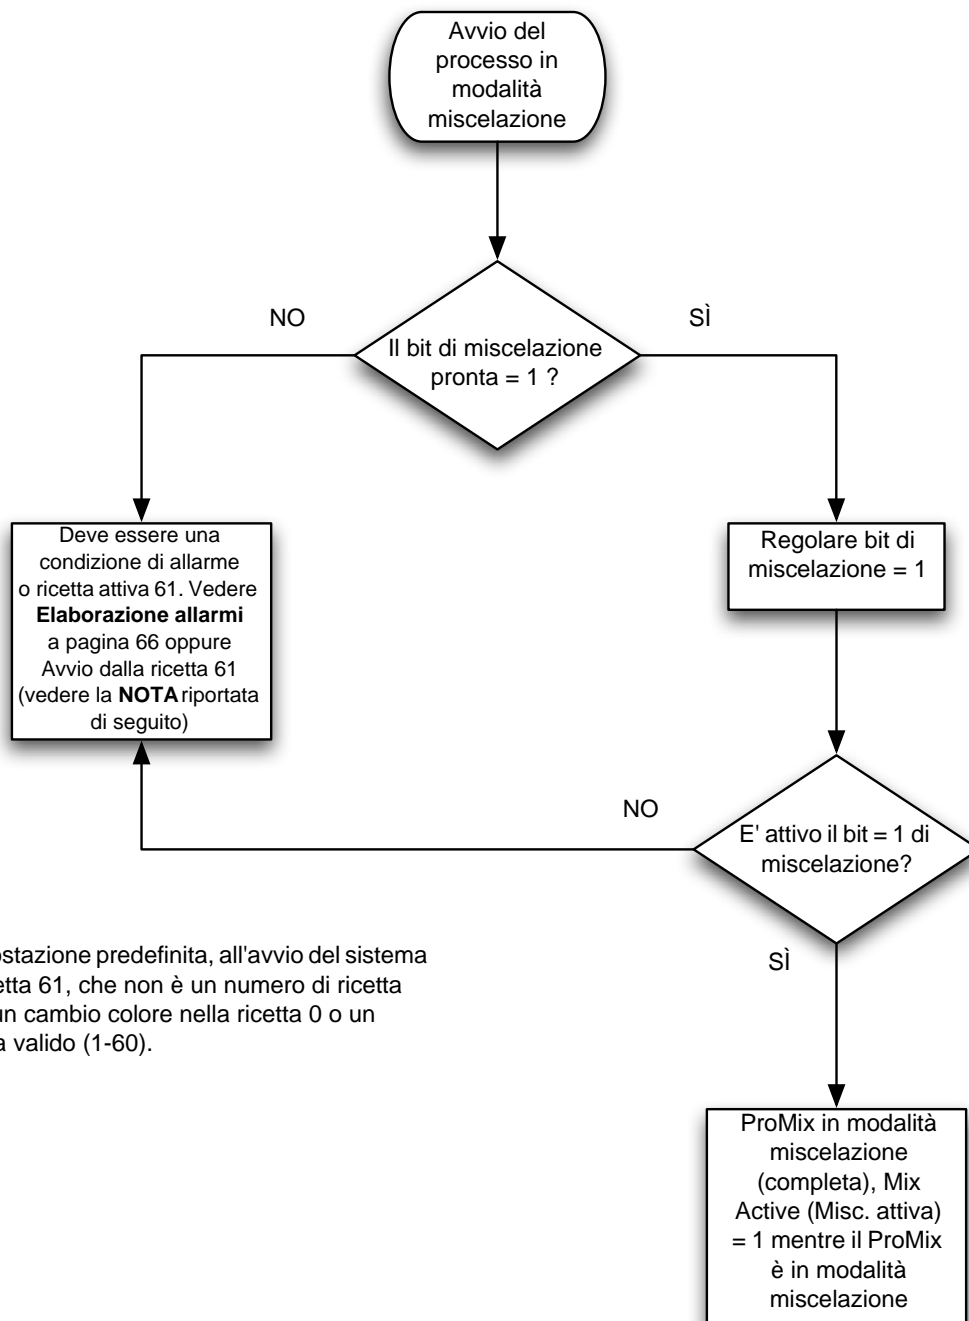 Avvio del
processo in
modalità
miscelazione
NO
SÌ
Il bit di miscelazione
pronta = 1 ?
Deve essere una
condizione di allarme
o ricetta attiva 61. Vedere
Elaborazione allarmi
a pagina 66 oppure
Avvio dalla ricetta 61
(vedere la NOTA riportata
di seguito)
Regolare bit di
miscelazione = 1
NO
E' attivo il bit = 1 di
miscelazione?
SÌ
ostazione predefinita, all'avvio del sistema
etta 61, che non è un numero di ricetta
un cambio colore nella ricetta 0 o un
a valido (1-60).
ProMix in modalità
miscelazione
(completa), Mix
Active (Misc. attiva)
= 1 mentre il ProMix
è in modalità
miscelazione